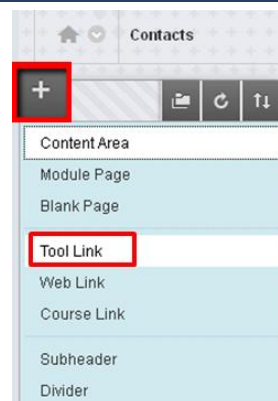 Contacts
Content Area
Module Page
Blank Page
Tool Link
Web Link
Course Link
Subheader
Divider